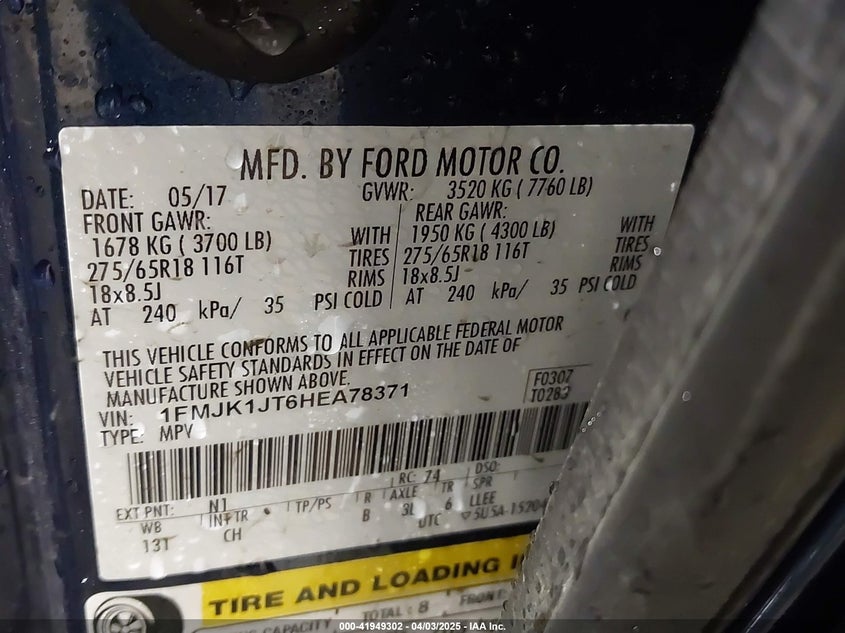 MFD. BY FORD MOTOR CO.
DATE: 05/17
GVWR: 3520 KG ( 7760 LB)
FRONT GAWR:
1678 KG ( 3700 LB) WITH
275/65R18 116T TIRES
18x8.5J RIMS
AT 240 kPa/ 35 PSI COLD
REAR GAWR:
1950 KG ( 4300 LB) WITH
275/65R18 116T TIRES
18x8.5J RIMS
AT 240 kPa/ 35 PSI COLD
THIS VEHICLE CONFORMS TO ALL APPLICABLE FEDERAL MOTOR
VEHICLE SAFETY STANDARDS IN EFFECT ON THE DATE OF
MANUFACTURE SHOWN ABOVE.
F0307
T0283
VIN: 1FMJK1JT6HEA78371
TYPE: MPV
RC: 74 DSO:
EXT PNT: N1
WB INT TR TP/PS R AXLE TR SPR
13T CH B 3L 6 LLEE
UTC 5U5A-15204
TIRE AND LOADING
CAPACITY TOTAL : 8 FRONT
000-41949302 - 04/03/2025 - IAA Inc.